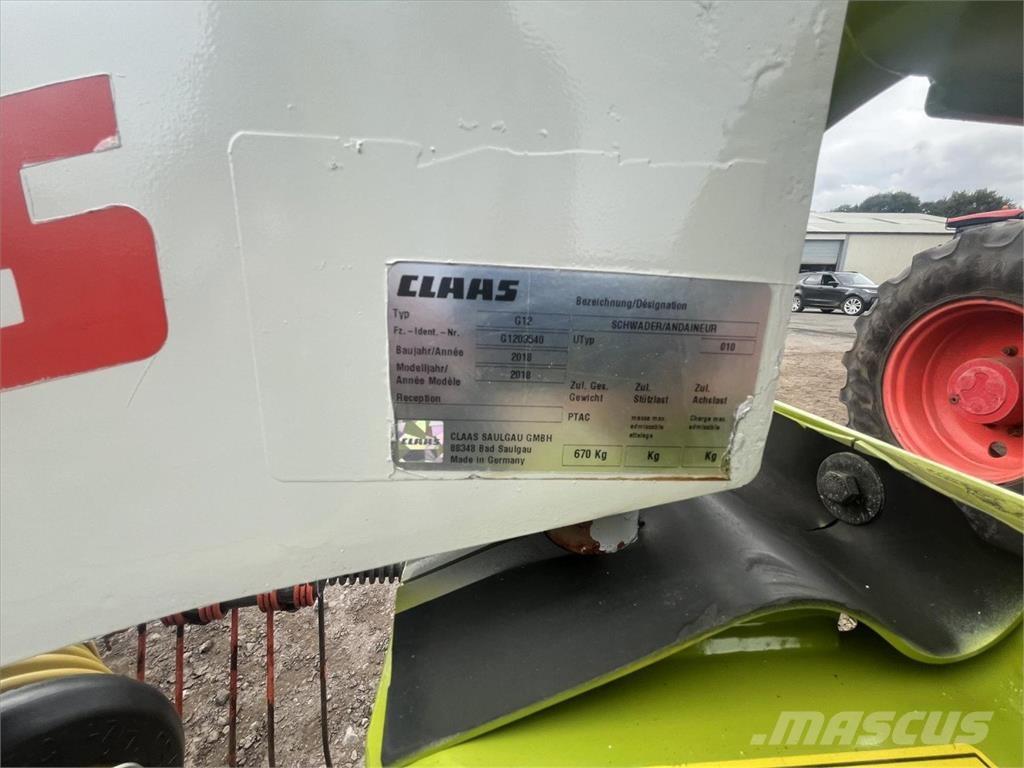 S
CLAAS
Bezeichnung/Désignation
Typ G12 SCHWADER/ANDAINEUR
Fz.-Ident.-Nr. G1203540 UTyp 010
Baujahr/Année 2018
Modelljahr/
Année Modèle 2018
Zul. Ges. Gewicht Zul. Stützlast Zul. Achslast
Reception
PTAC masse max. admissible attelage Charge max. admissible
CLAAS
CLAAS SAULGAU GMBH
88348 Bad Saulgau
Made in Germany
670 Kg Kg Kg
MASCUS